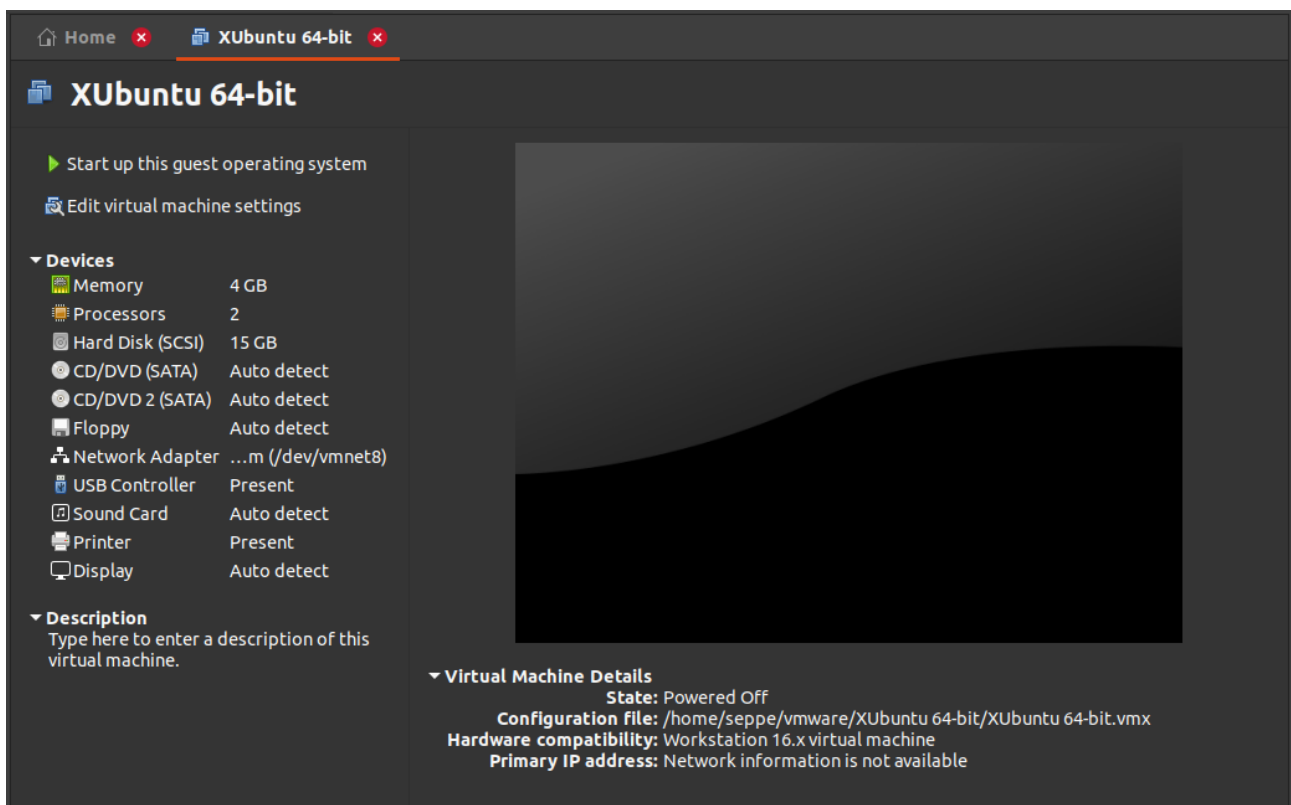 Home
XUbuntu 64-bit
XUbuntu 64-bit
Start up this guest operating system
Edit virtual machine settings
Devices
Memory 4 GB
Processors 2
Hard Disk (SCSI) 15 GB
CD/DVD (SATA) Auto detect
CD/DVD 2 (SATA) Auto detect
Floppy Auto detect
Network Adapter ...m (/dev/vmnet8)
USB Controller Present
Sound Card Auto detect
Printer Present
Display Auto detect
Description
Type here to enter a description of this
virtual machine.
Virtual Machine Details
State: Powered Off
Configuration file: /home/seppe/vmware/XUbuntu 64-bit/XUbuntu 64-bit.vmx
Hardware compatibility: Workstation 16.x virtual machine
Primary IP address: Network information is not available